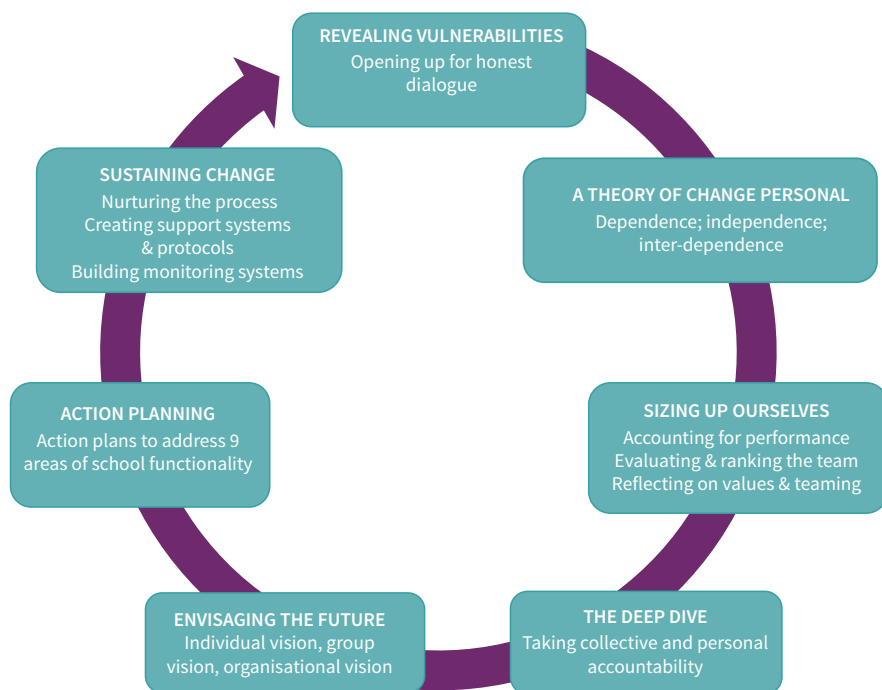 REVEALING VULNERABILITIES
Opening up for honest
dialogue
A THEORY OF CHANGE PERSONAL
Dependence; independence;
inter-dependence
SIZING UP OURSELVES
Accounting for performance
Evaluating & ranking the team
Reflecting on values & teaming
THE DEEP DIVE
Taking collective and personal
accountability
ENVISAGING THE FUTURE
Individual vision, group
vision, organisational vision
ACTION PLANNING
Action plans to address 9
areas of school functionality
SUSTAINING CHANGE
Nurturing the process
Creating support systems
& protocols
Building monitoring systems